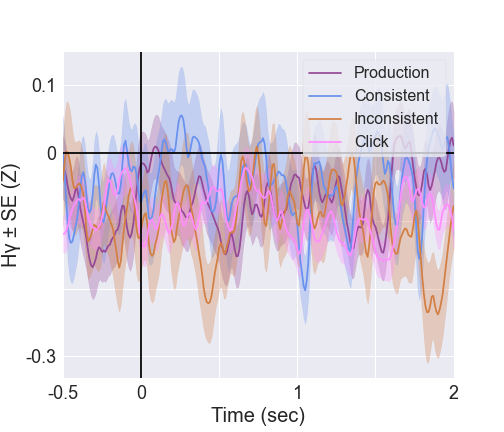 Production
Consistent
Inconsistent
Click
0.1
0
-0.3
Hγ ± SE (Z)
-0.5
0
1
2
Time (sec)